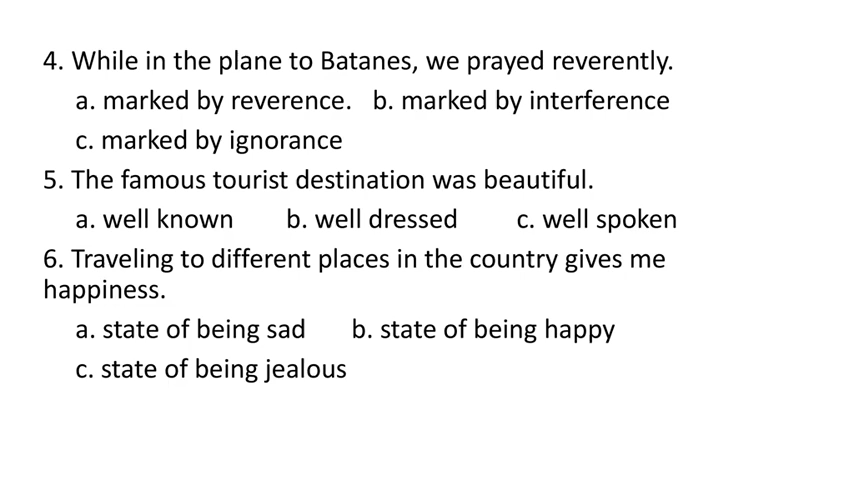 4. While in the plane to Batanes, we prayed reverently.
a. marked by reverence. b. marked by interference
c. marked by ignorance
5. The famous tourist destination was beautiful.
a. well known b. well dressed c. well spoken
6. Traveling to different places in the country gives me
happiness.
a. state of being sad b. state of being happy
c. state of being jealous